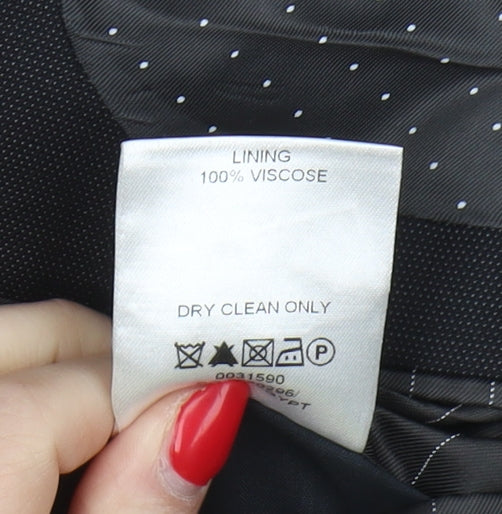 LINING
100% VISCOSE
DRY CLEAN ONLY
P
0031590